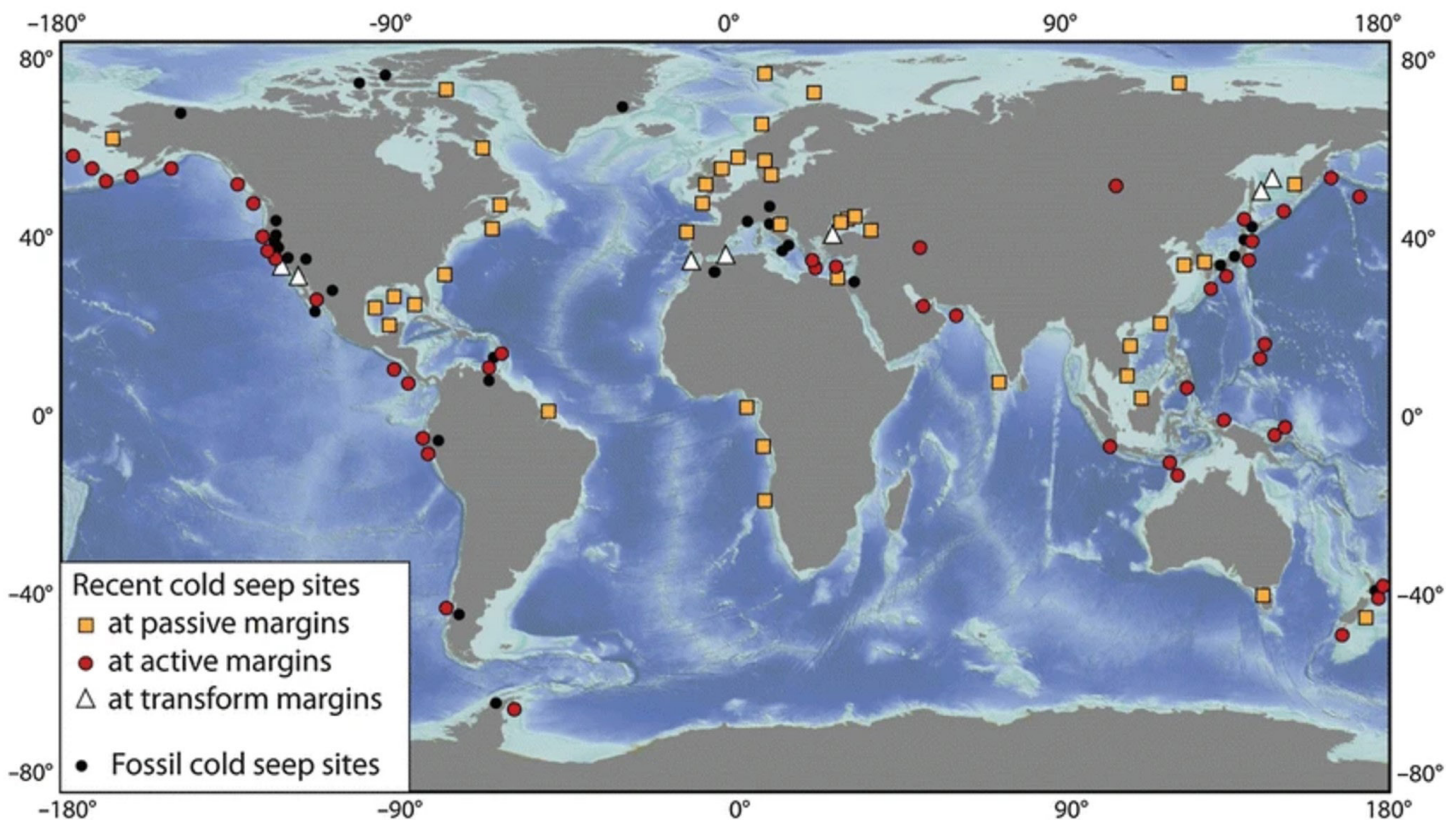 –180° -90° 0° 90° 180°
80° 80°
40° 40°
0° 0°
Recent cold seep sites
–40° –40°
at passive margins
at active margins
at transform margins
Fossil cold seep sites
–80° –80°
–180° –90° 0° 90° 180°